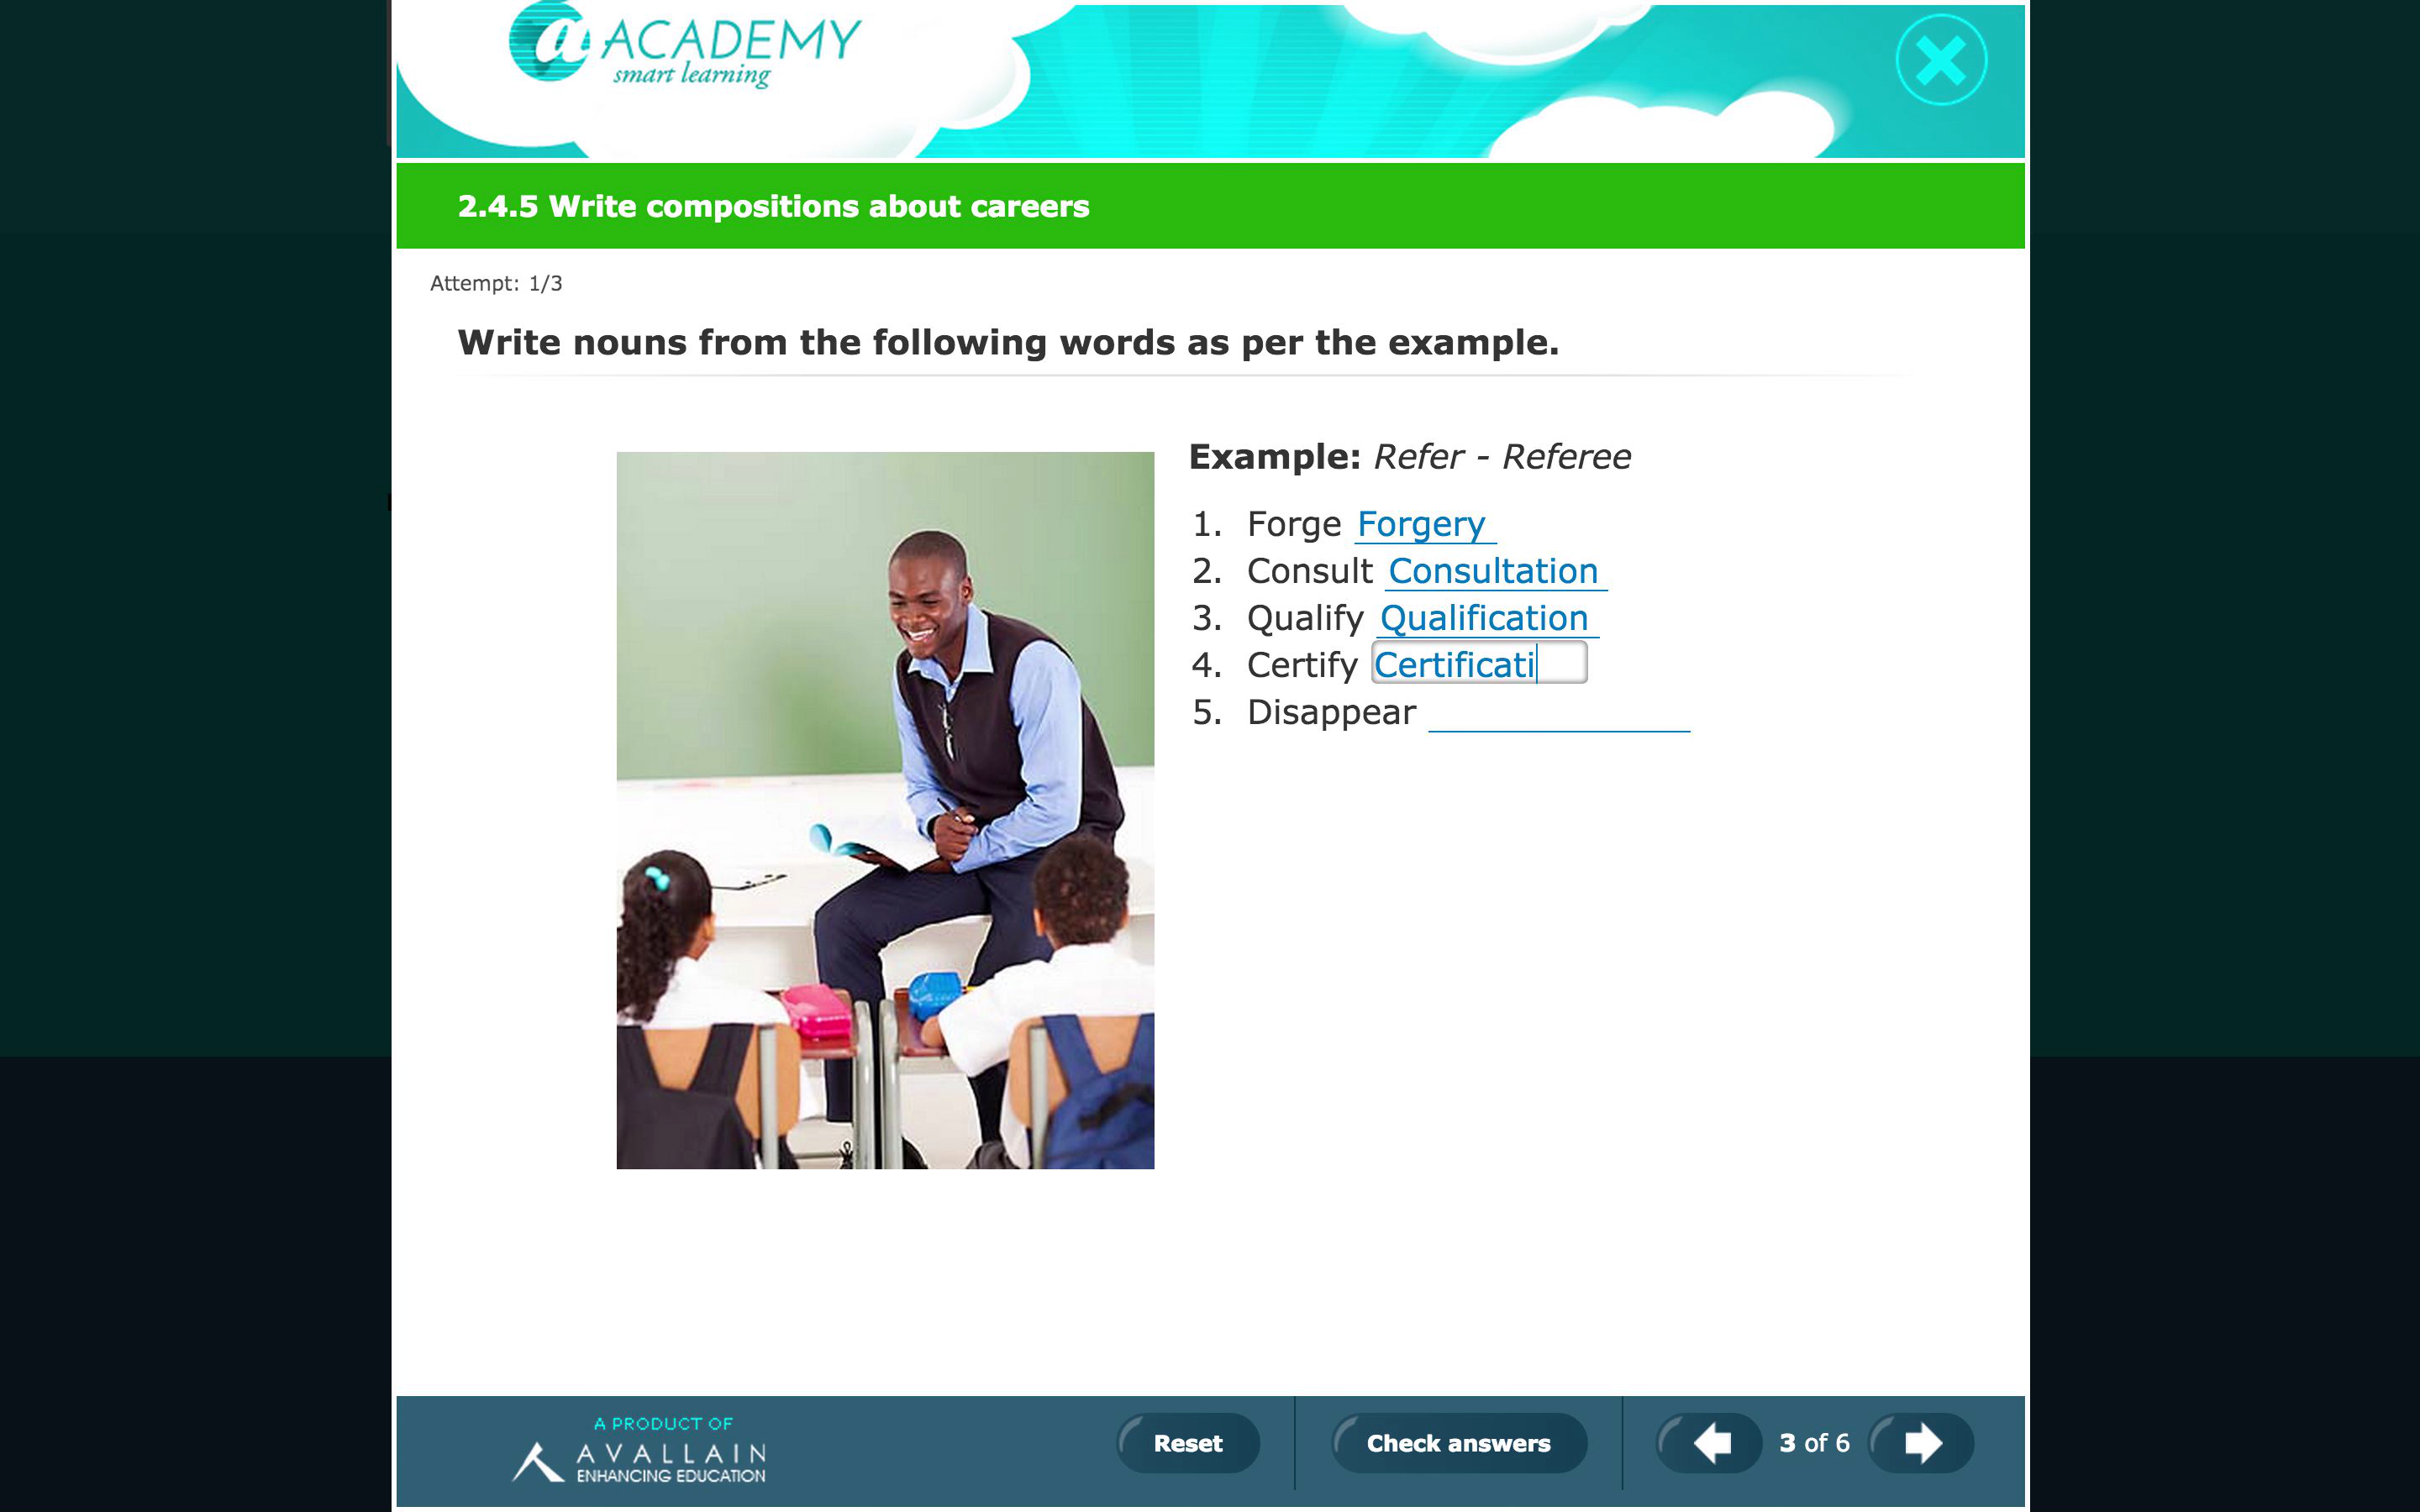 a ACADEMY
smart learning
2.4.5 Write compositions about careers
Attempt: 1/3
Write nouns from the following words as per the example.
Example: Refer - Referee
1. Forge Forgery
2. Consult Consultation
3. Qualify Qualification
4. Certify Certificati
5. Disappear
A PRODUCT OF
AVALLAIN
ENHANCING EDUCATION
Reset
Check answers
3 of 6